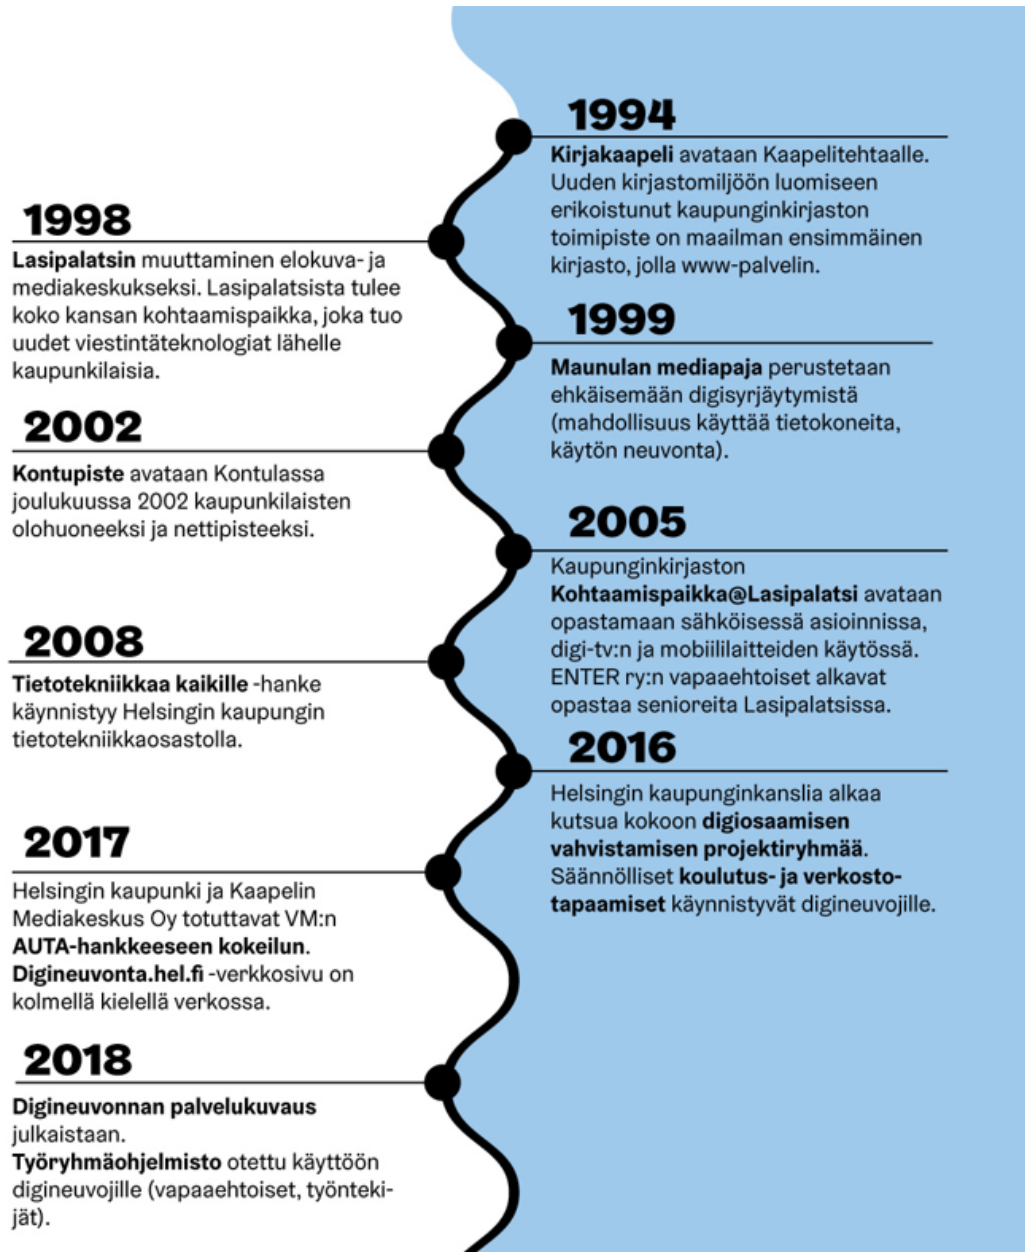 1994
Kirjakaapeli avataan Kaapelitehtaalle.
Uuden kirjastomiljöön luomiseen
erikoistunut kaupunginkirjaston
toimipiste on maailman ensimmäinen
kirjasto, jolla www-palvelin.
1998
Lasipalatsin muuttaminen elokuva- ja
mediakeskukseksi. Lasipalatsista tulee
koko kansan kohtaamispaikka, joka tuo
uudet viestintäteknologiat lähelle
kaupunkilaisia.
1999
Maunulan mediapaja perustetaan
ehkäisemään digisyrjäytymistä
(mahdollisuus käyttää tietokoneita,
käytön neuvonta).
2002
Kontupiste avataan Kontulassa
joulukuussa 2002 kaupunkilaisten
olohuoneeksi ja nettipisteeksi.
2005
Kaupunginkirjaston
Kohtaamispaikka@Lasipalatsi avataan
opastamaan sähköisessä asioinnissa,
digi-tv:n ja mobiililaitteiden käytössä.
ENTER ry:n vapaaehtoiset alkavat
opastaa senioreita Lasipalatsissa.
2008
Tietotekniikkaa kaikille -hanke
käynnistyy Helsingin kaupungin
tietotekniikkaosastolla.
2016
Helsingin kaupunginkanslia alkaa
kutsua kokoon digiosaamisen
vahvistamisen projektiryhmää.
Säännölliset koulutus- ja verkosto-
tapaamiset käynnistyvät digineuvojille.
2017
Helsingin kaupunki ja Kaapelin
Mediakeskus Oy totuttavat VM:n
AUTA-hankkeeseen kokeilun.
Digineuvonta.hel.fi -verkkosivu on
kolmellä kielellä verkossa.
2018
Digineuvonnan palvelukuvaus
julkaistaan.
Työryhmäohjelmisto otettu käyttöön
digineuvojille (vapaaehtoiset, työnteki-
jät).